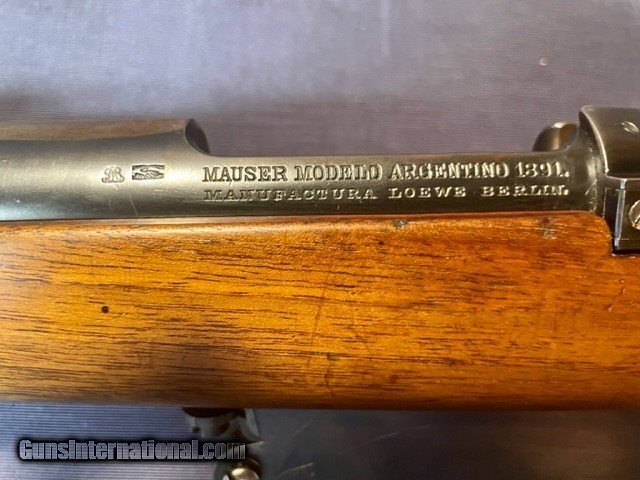 MAUSER MODELO ARGENTINO 1891.
MANUFACTURA LOEWE BERLIN.
GunsInternational.com